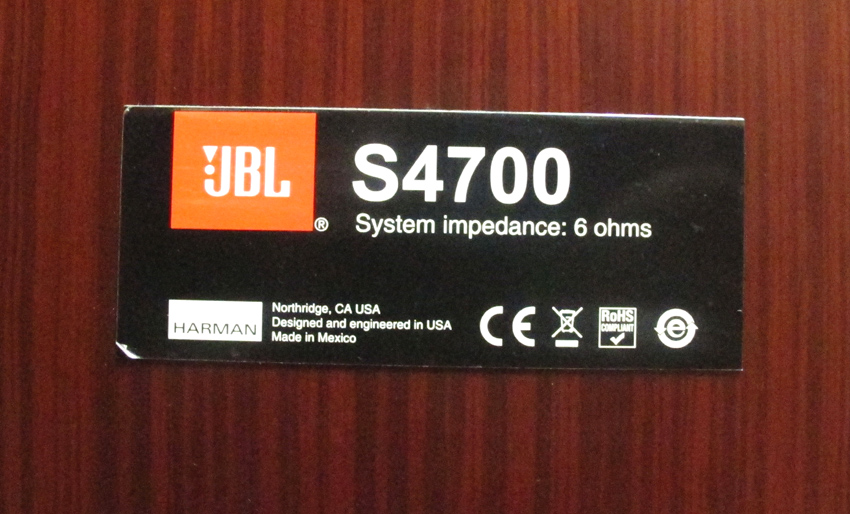 JBL
®
S4700
System impedance: 6 ohms
HARMAN
Northridge, CA USA
Designed and engineered in USA
Made in Mexico
CE
RoHS
COMPLIANT
e